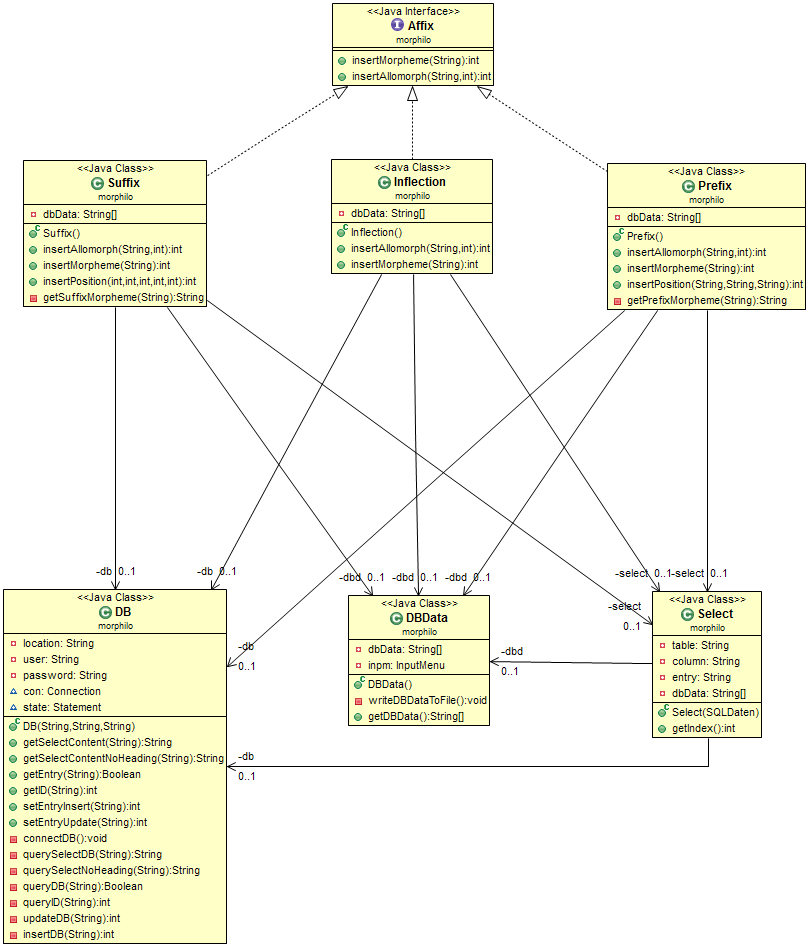 <<Java Interface>>
I Affix
morphilo
insertMorpheme(String):int
insertAllomorph(String,int):int
<<Java Class>>
C Suffix
morphilo
dbData: String[]
c Suffix()
insertAllomorph(String,int):int
insertMorpheme(String):int
insertPosition(int,int,int,int,int):int
getSuffixMorpheme(String):String
<<Java Class>>
C Inflection
morphilo
dbData: String[]
c Inflection()
insertAllomorph(String,int):int
insertMorpheme(String):int
<<Java Class>>
C Prefix
morphilo
dbData: String[]
c Prefix()
insertAllomorph(String,int):int
insertMorpheme(String):int
insertPosition(String,String,String):int
getPrefixMorpheme(String):String
-db 0..1
-db 0..1
-dbd 0..1
-dbd 0..1
-dbd 0..1
-select 0..1
-select 0..1
-select
0..1
-db
0..1
-dbd
0..1
-db
0..1
<<Java Class>>
C DB
morphilo
location: String
user: String
password: String
con: Connection
state: Statement
c DB(String,String,String)
getSelectContent(String):String
getSelectContentNoHeading(String):String
getEntry(String):Boolean
getID(String):int
setEntryInsert(String):int
setEntryUpdate(String):int
connectDB():void
querySelectDB(String):String
querySelectNoHeading(String):String
queryDB(String):Boolean
queryID(String):int
updateDB(String):int
insertDB(String):int
<<Java Class>>
C DBData
morphilo
dbData: String[]
inpm: InputMenu
c DBData()
writeDBDataToFile():void
getDBData():String[]
<<Java Class>>
C Select
morphilo
table: String
column: String
entry: String
dbData: String[]
c Select(SQLDaten)
getIndex():int